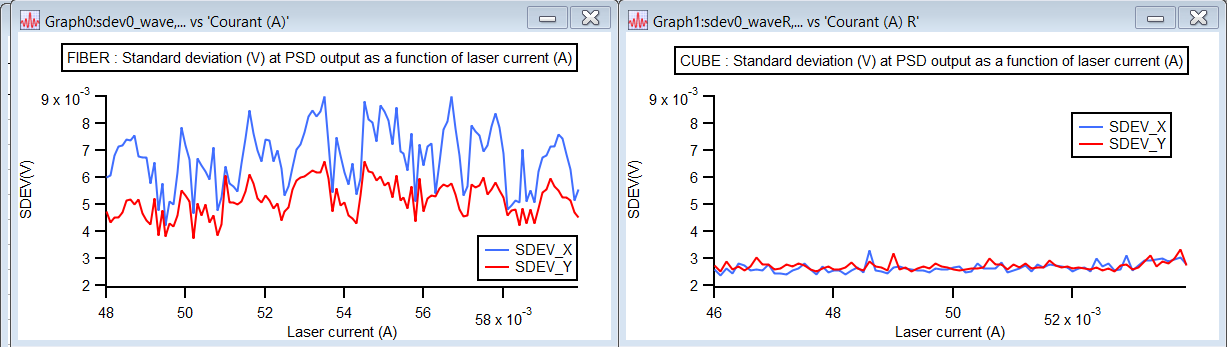 Graph0:sdev0_wave,... vs 'Courant (A)'
FIBER : Standard deviation (V) at PSD output as a function of laser current (A)
9 x 10⁻³
8
7
6
5
4
3
2
SDEV(V)
SDEV_X
SDEV_Y
48
50
52
54
56
58 x 10⁻³
Laser current (A)
Graph1:sdev0_waveR,... vs 'Courant (A) R'
CUBE : Standard deviation (V) at PSD output as a function of laser current (A)
9 x 10⁻³
8
7
6
5
4
3
2
SDEV(V)
SDEV_X
SDEV_Y
46
48
50
52 x 10⁻³
Laser current (A)